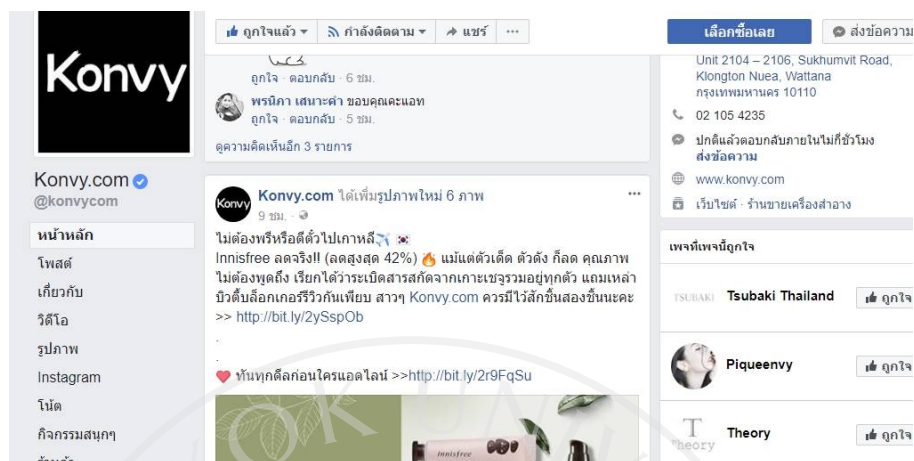 Konvy
Konvy.com
@konvycom
หน้าหลัก
โพสต์
เกี่ยวกับ
วิดีโอ
รูปภาพ
Instagram
โน้ต
กิจกรรมสนุกๆ
ถูกใจแล้ว
กำลังติดตาม
แชร์
ถูกใจ · ตอบกลับ · 6 ชม.
พรนิภา เสนาะคำ ขอบคุณคะแอท
ถูกใจ · ตอบกลับ · 5 ชม.
ดูความคิดเห็นอีก 3 รายการ
Konvy
Konvy.com ได้เพิ่มรูปภาพใหม่ 6 ภาพ
9 ชม. ·
ไม่ต้องพรีหรือตีตั๋วไปเกาหลี✈️ 🇰🇷
Innisfree ลดจริง!! (ลดสูงสุด 42%) 🔥 แม้แต่ตัวเด็ด ตัวดัง ก็ลด คุณภาพ
ไม่ต้องพูดถึง เรียกได้ว่าระเบิดสารสกัดจากเกาะเชจูรวมอยู่ทุกตัว แถมเหล่า
บิวตี้บล็อกเกอร์รีวิวกันเพียบ สาวๆ Konvy.com ควรมีไว้สักชิ้นสองชิ้นนะคะ
>> http://bit.ly/2ySspOb
.
.
❤️ ทันทุกดีลก่อนใครแอดไลน์ >>http://bit.ly/2r9FqSu
innisfree
เลือกซื้อเลย
ส่งข้อความ
Unit 2104 – 2106, Sukhumvit Road,
Klongton Nuea, Wattana
กรุงเทพมหานคร 10110
02 105 4235
ปกติแล้วตอบกลับภายในไม่กี่ชั่วโมง
ส่งข้อความ
www.konvy.com
เว็บไซต์ · ร้านขายเครื่องสำอาง
เพจที่เพจนี้ถูกใจ
TSUBAKI
Tsubaki Thailand
ถูกใจ
Piqueenvy
ถูกใจ
T
Theory
Theory
ถูกใจ